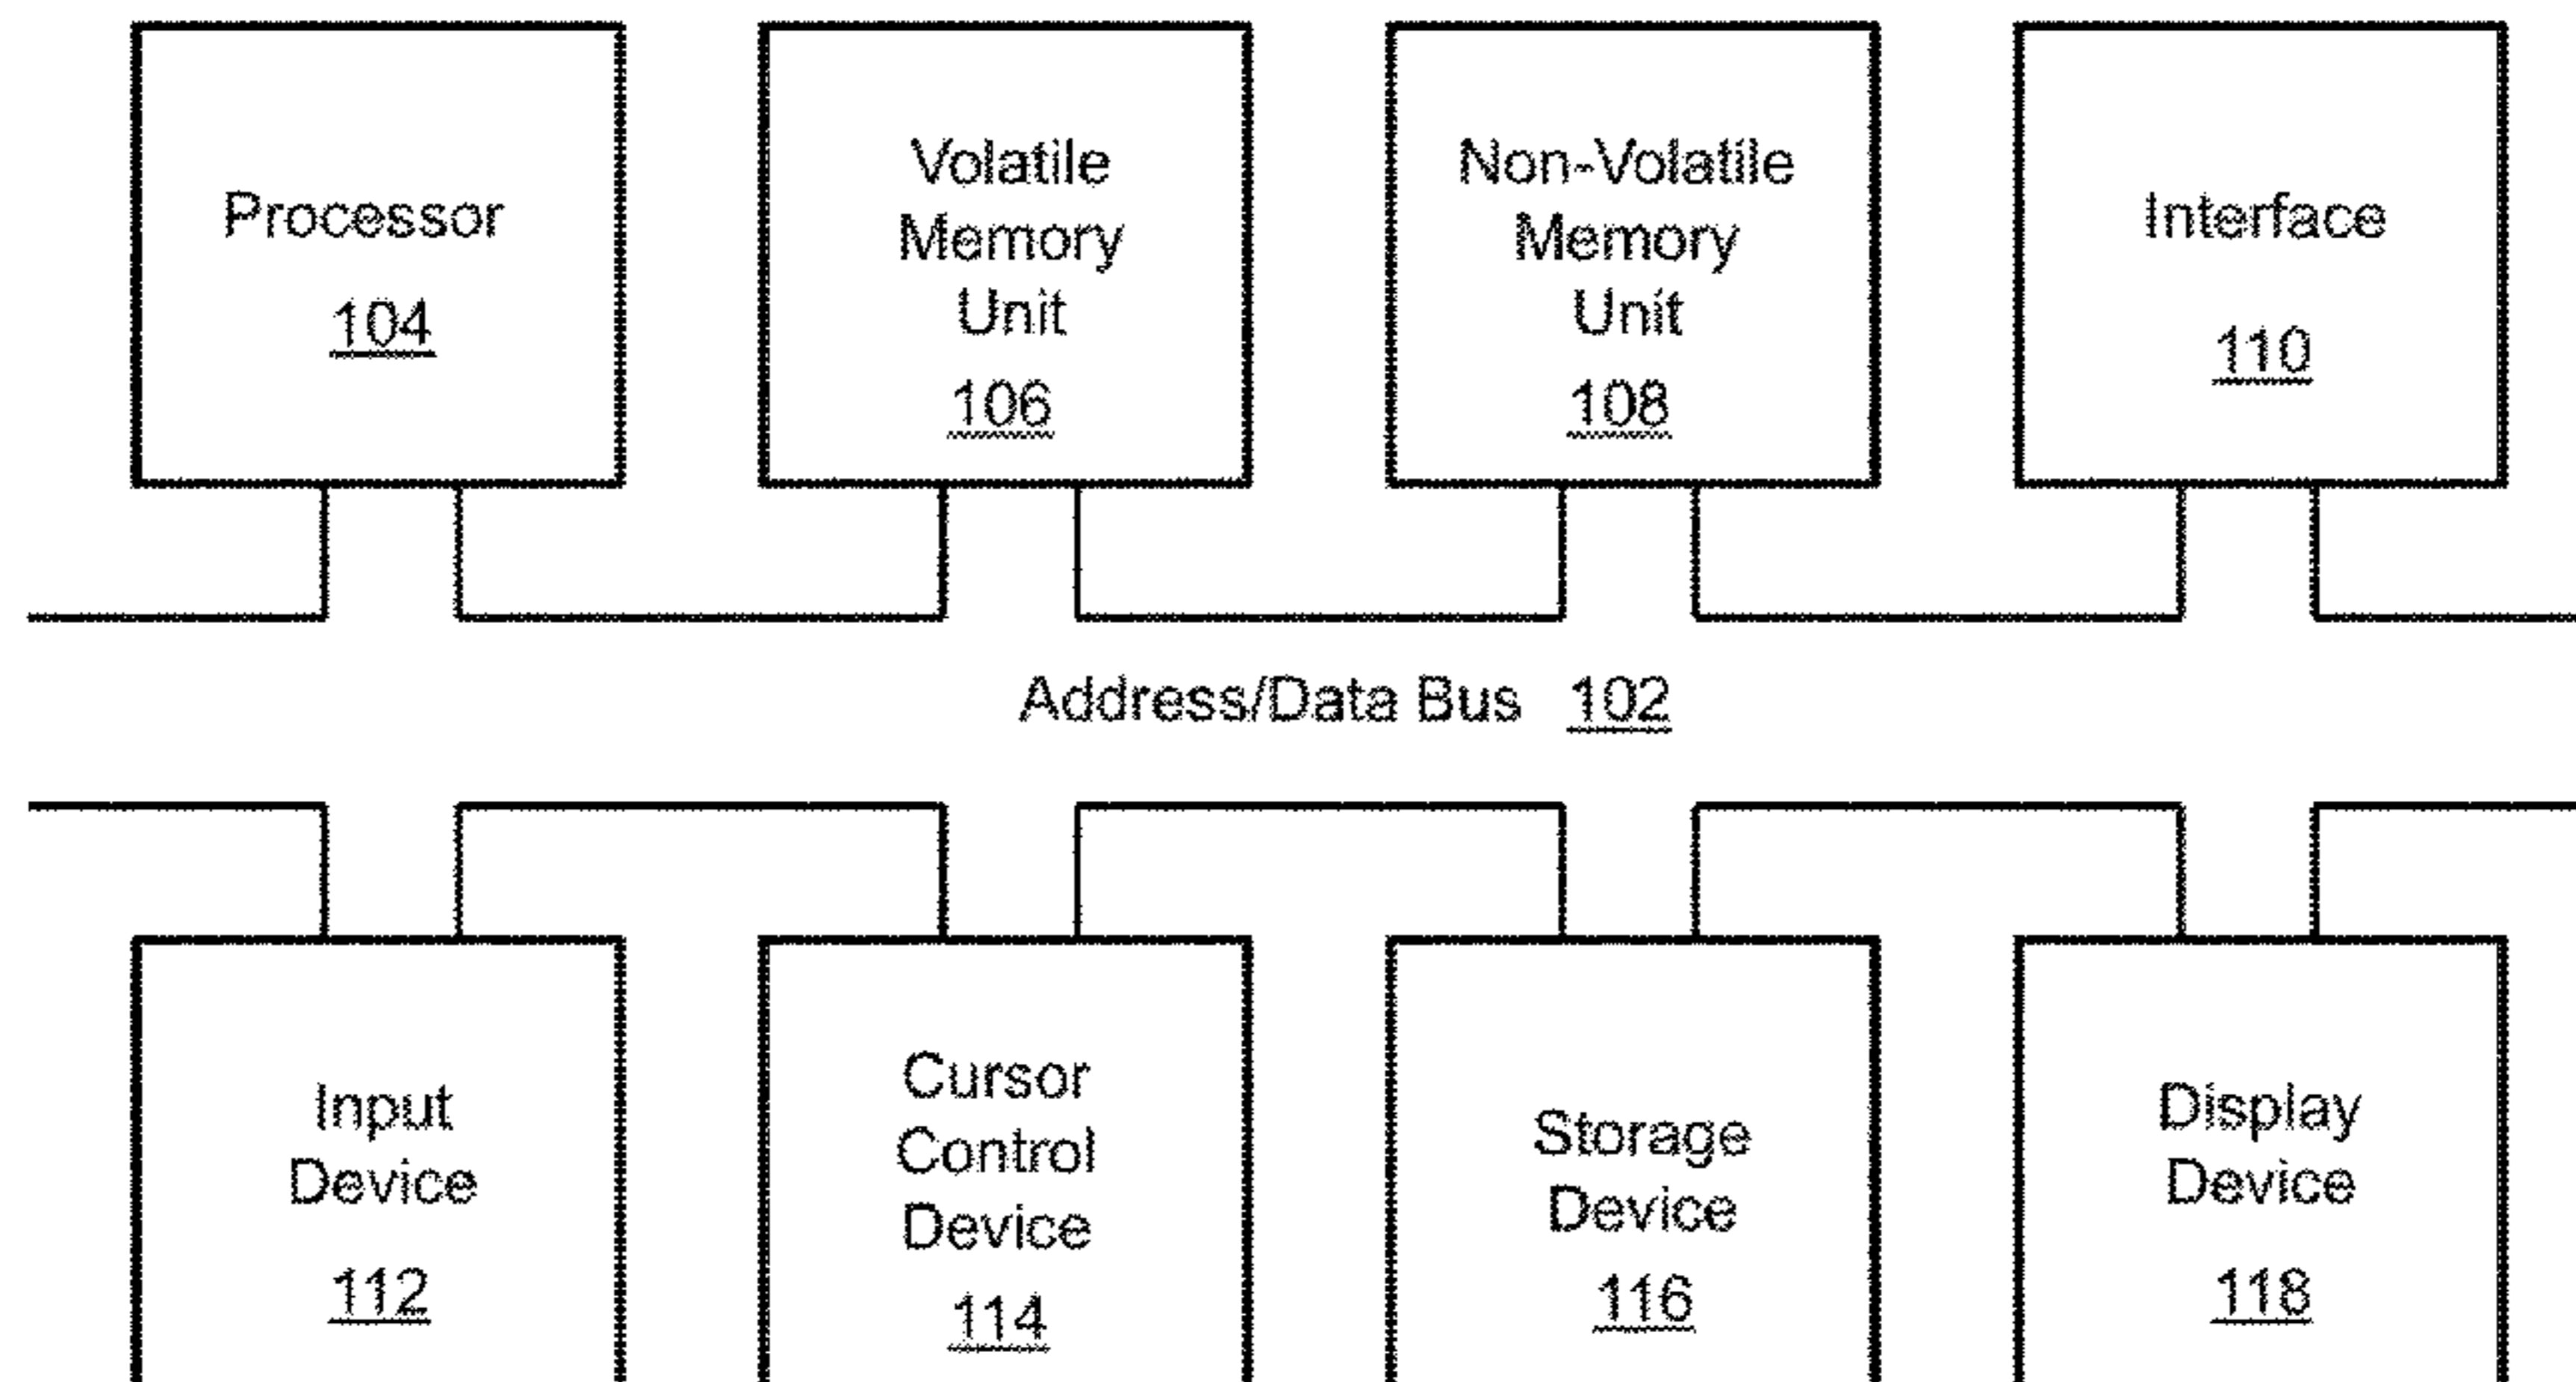 Processor
104
Volatile
Memory
Unit
106
Non-Volatile
Memory
Unit
108
Interface
110
Address/Data Bus 102
Input
Device
112
Cursor
Control
Device
114
Storage
Device
116
Display
Device
118